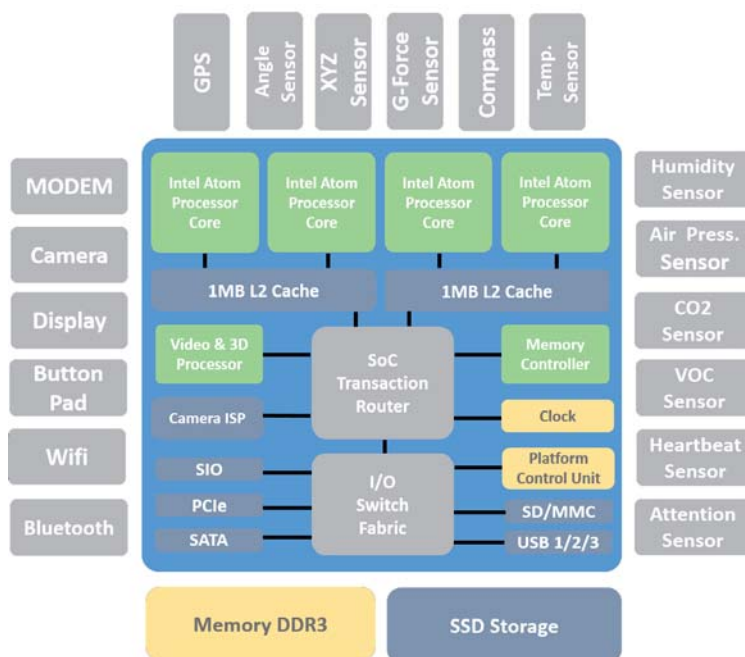 GPS
Angle
Sensor
XYZ
Sensor
G-Force
Sensor
Compass
Temp.
Sensor
MODEM
Camera
Display
Button
Pad
Wifi
Bluetooth
Intel Atom
Processor
Core
Intel Atom
Processor
Core
Intel Atom
Processor
Core
Intel Atom
Processor
Core
1MB L2 Cache
1MB L2 Cache
Video & 3D
Processor
SoC
Transaction
Router
Memory
Controller
Camera ISP
Clock
SIO
PCIe
SATA
I/O
Switch
Fabric
Platform
Control Unit
SD/MMC
USB 1/2/3
Humidity
Sensor
Air Press.
Sensor
CO2
Sensor
VOC
Sensor
Heartbeat
Sensor
Attention
Sensor
Memory DDR3
SSD Storage